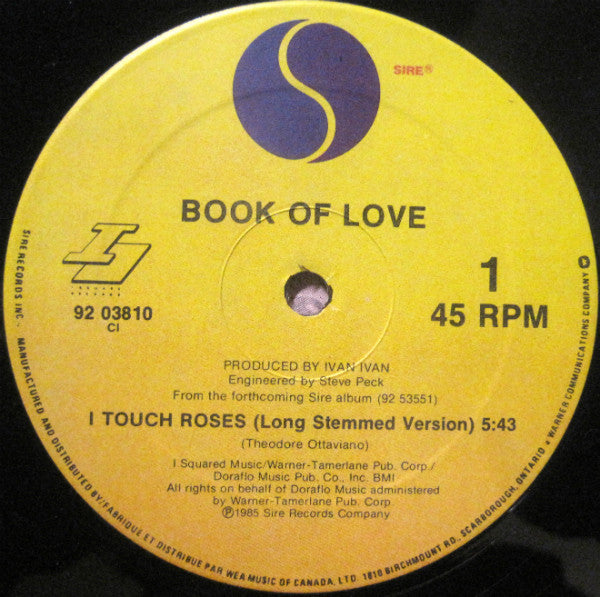 SIRE®
BOOK OF LOVE
IS
92 03810
CI
1
45 RPM
PRODUCED BY IVAN IVAN
Engineered by Steve Peck
From the forthcoming Sire album (92 53551)
I TOUCH ROSES (Long Stemmed Version) 5:43
(Theodore Ottaviano)
I Squared Music/Warner-Tamerlane Pub. Corp./
Doraflo Music Pub. Co., Inc. BMI
All rights on behalf of Doraflo Music administered
by Warner-Tamerlane Pub. Corp
℗1985 Sire Records Company
SIRE RECORDS INC. · MANUFACTURED AND DISTRIBUTED BY/FABRIQUÉ ET DISTRIBUE PAR WEA MUSIC OF CANADA, LTD. 1810 BIRCHMOUNT RD., SCARBOROUGH, ONTARIO · A WARNER COMMUNICATIONS COMPANY